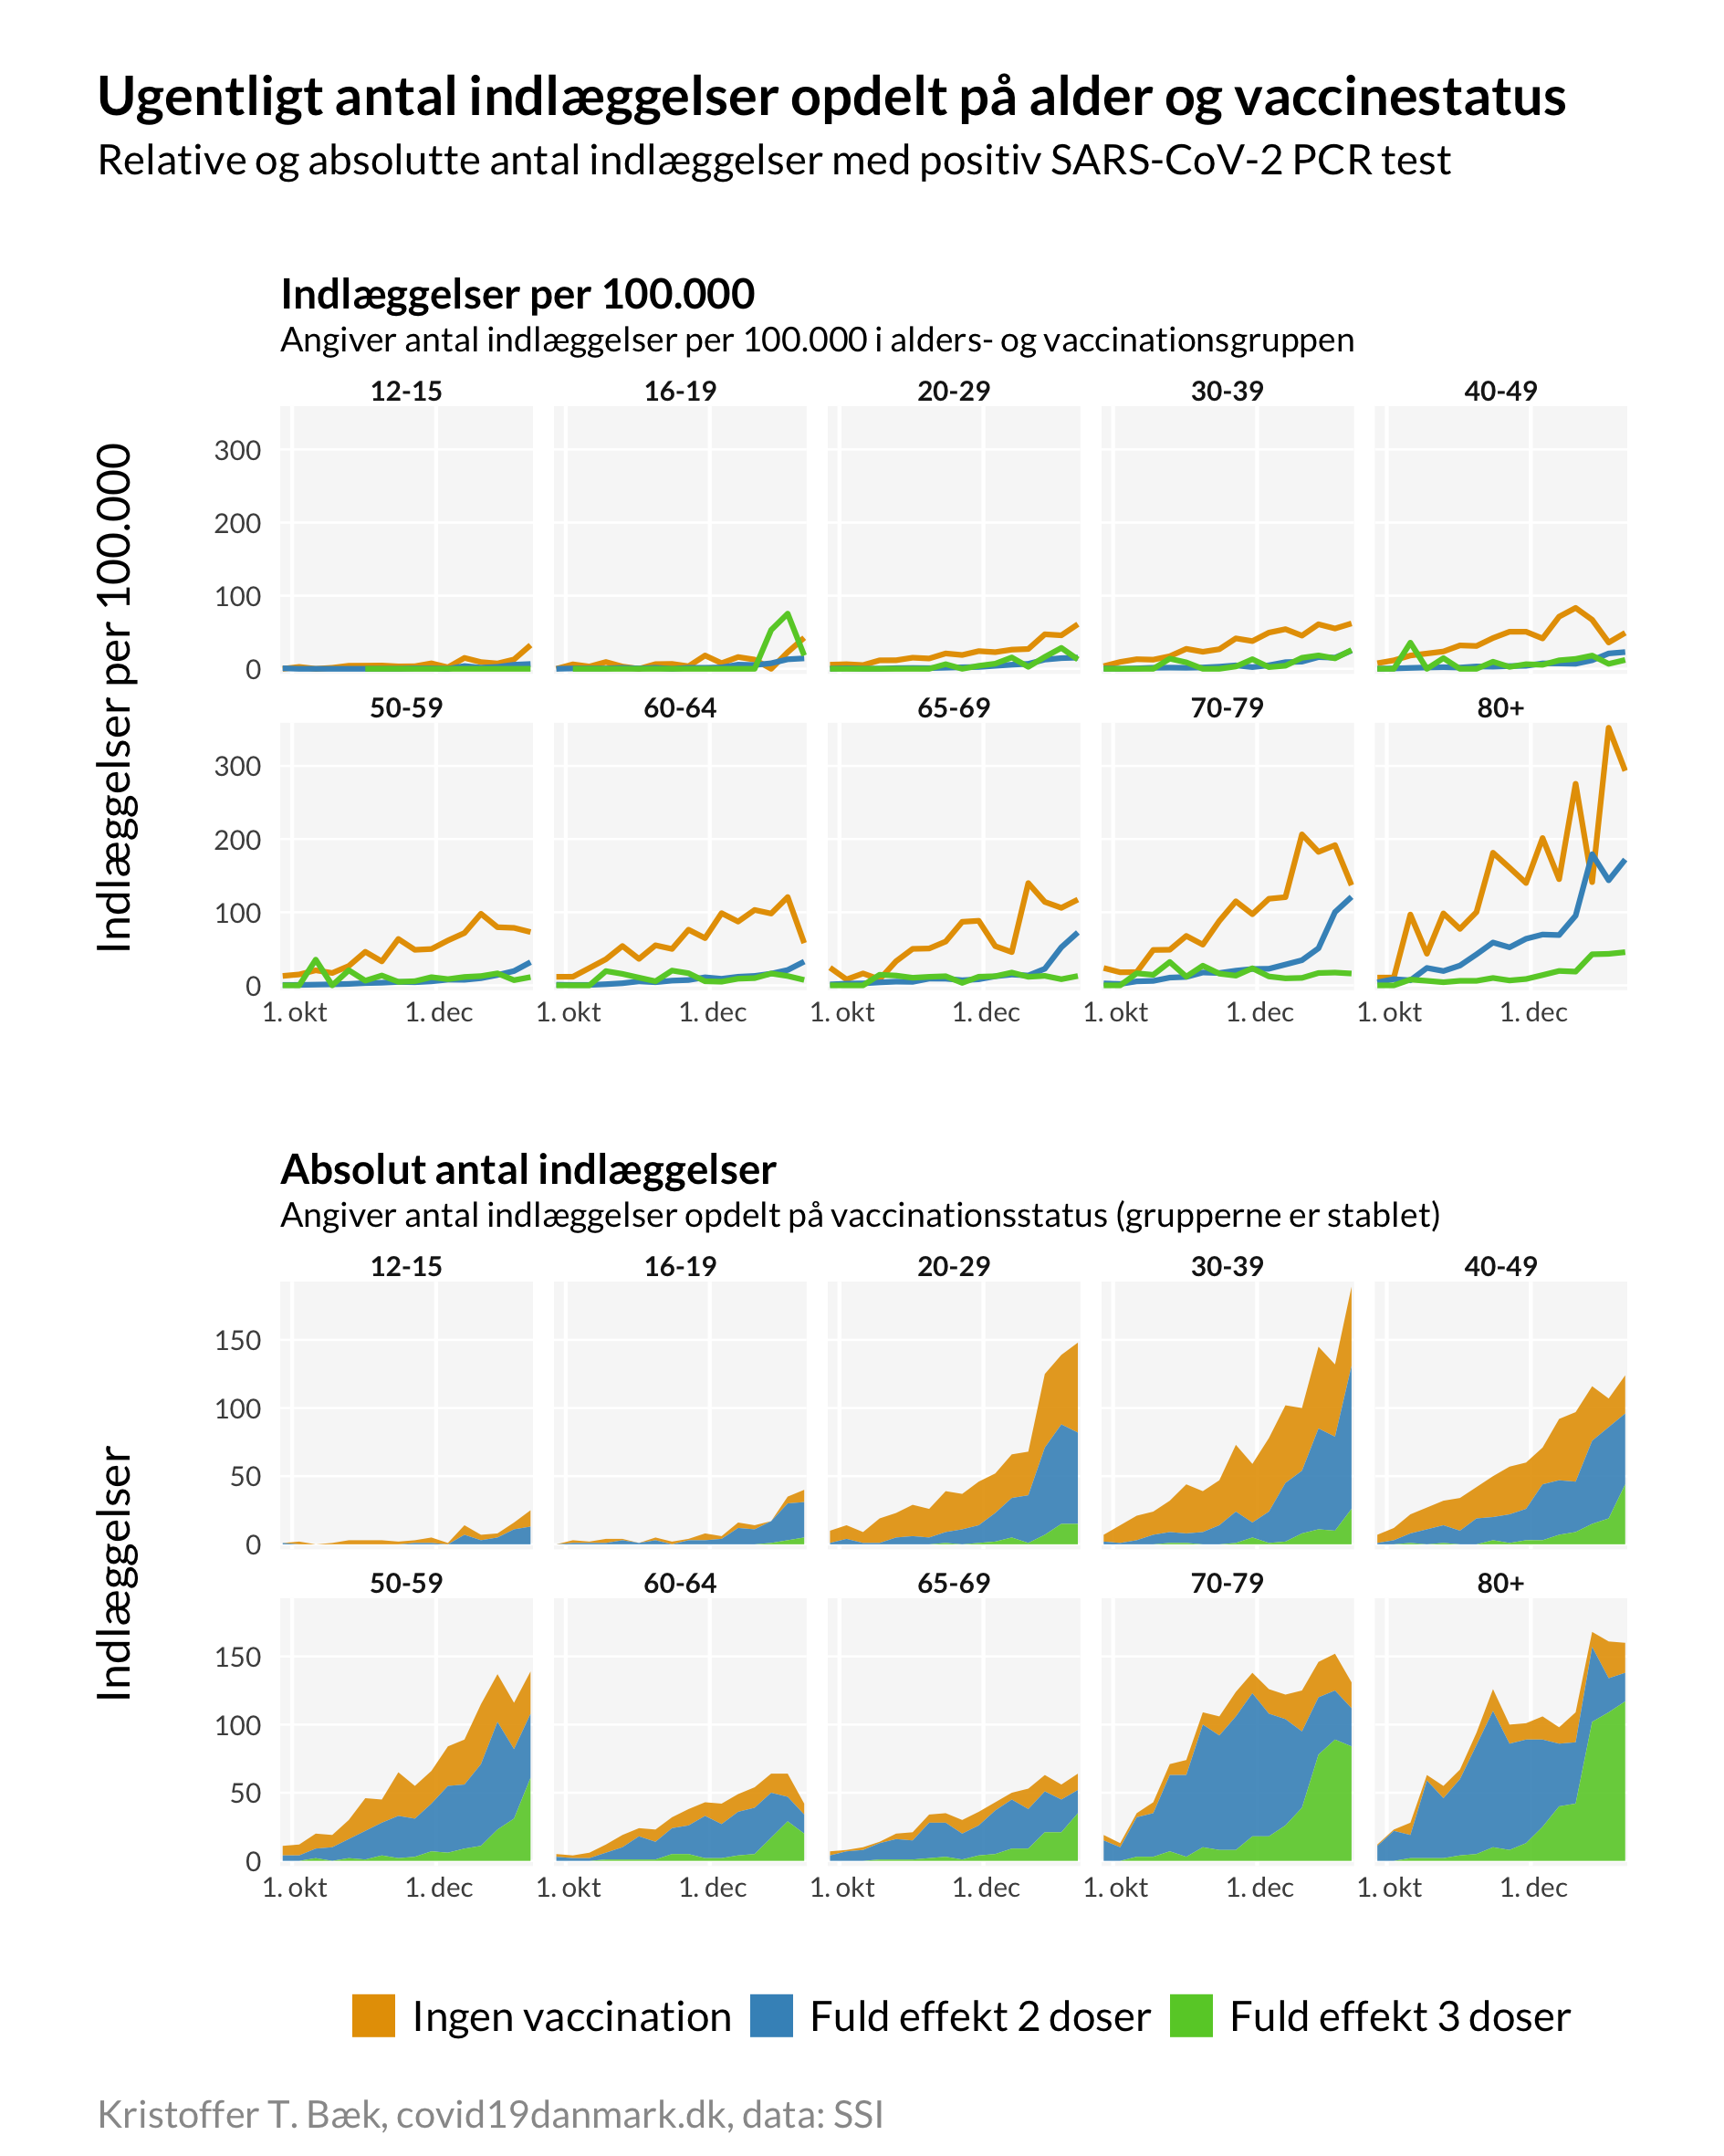 Ugentligt antal indlæggelser opdelt på alder og vaccinestatus
Relative og absolutte antal indlæggelser med positiv SARS-CoV-2 PCR test
Indlæggelser per 100.000
Angiver antal indlæggelser per 100.000 i alders- og vaccinationsgruppen
Indlæggelser per 100.000
12-15 16-19 20-29 30-39 40-49
300
200
100
0
50-59 60-64 65-69 70-79 80+
300
200
100
0
1. okt 1. dec 1. okt 1. dec 1. okt 1. dec 1. okt 1. dec 1. okt 1. dec
Absolut antal indlæggelser
Angiver antal indlæggelser opdelt på vaccinationsstatus (grupperne er stablet)
Indlæggelser
12-15 16-19 20-29 30-39 40-49
150
100
50
0
50-59 60-64 65-69 70-79 80+
150
100
50
0
1. okt 1. dec 1. okt 1. dec 1. okt 1. dec 1. okt 1. dec 1. okt 1. dec
Ingen vaccination Fuld effekt 2 doser Fuld effekt 3 doser
Kristoffer T. Bæk, covid19danmark.dk, data: SSI